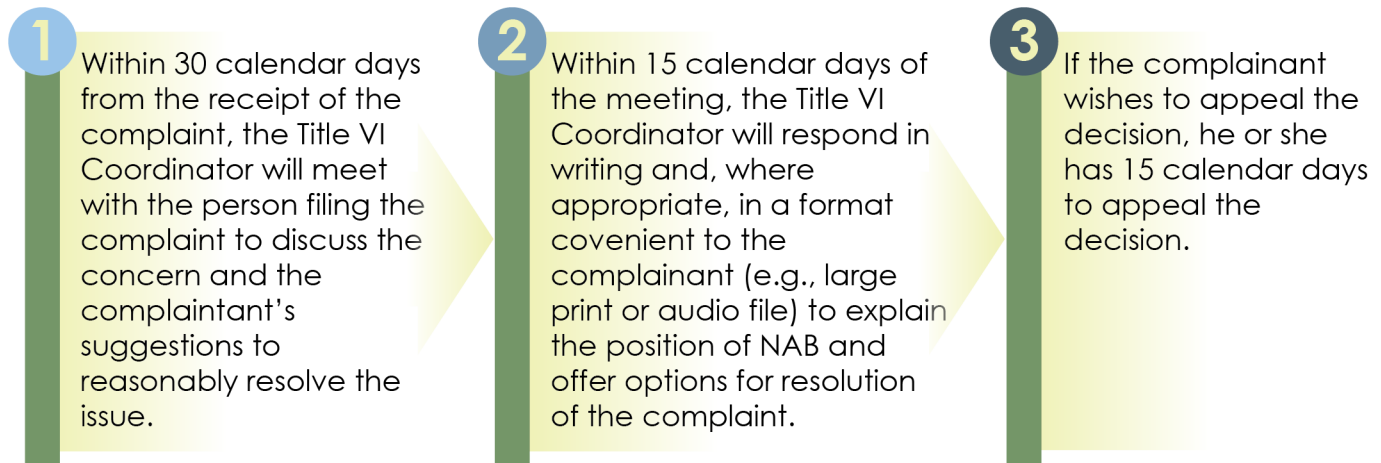 1
Within 30 calendar days
from the receipt of the
complaint, the Title VI
Coordinator will meet
with the person filing the
complaint to discuss the
concern and the
complaintant’s
suggestions to
reasonably resolve the
issue.
2
Within 15 calendar days of
the meeting, the Title VI
Coordinator will respond in
writing and, where
appropriate, in a format
covenient to the
complainant (e.g., large
print or audio file) to explain
the position of NAB and
offer options for resolution
of the complaint.
3
If the complainant
wishes to appeal the
decision, he or she
has 15 calendar days
to appeal the
decision.